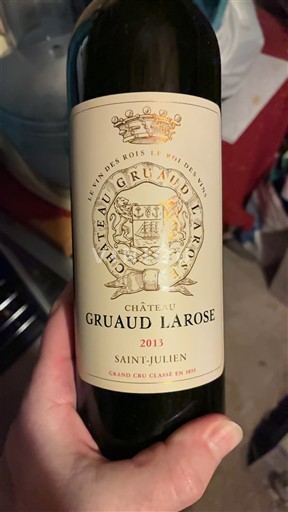 LE VIN DES ROIS LE ROI DES VINS
CHÂTEAU GRUAUD LAROSE
CHÂTEAU
GRUAUD LAROSE
2013
SAINT-JULIEN
GRAND CRU CLASSÉ EN 1855